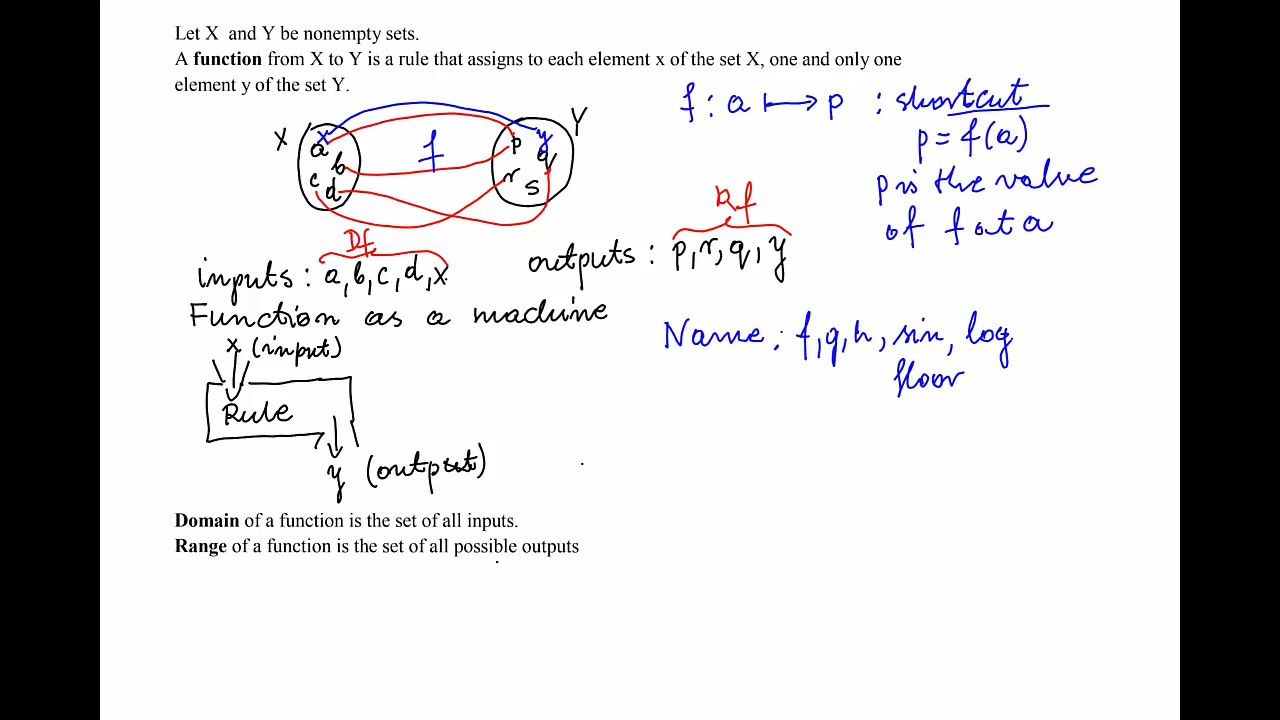 Let X and Y be nonempty sets.
A function from X to Y is a rule that assigns to each element x of the set X, one and only one
element y of the set Y.
f : a ↦ p : shortcut
p = f(a)
p is the value
of f at a
X
Y
x
a
b
c
d
f
p
y
q
r
s
Df
inputs : a, b, c, d, x
Rf
outputs : p, r, q, y
Function as a machine
x (input)
Rule
y (output)
Name : f, g, h, sin, log
floor
Domain of a function is the set of all inputs.
Range of a function is the set of all possible outputs